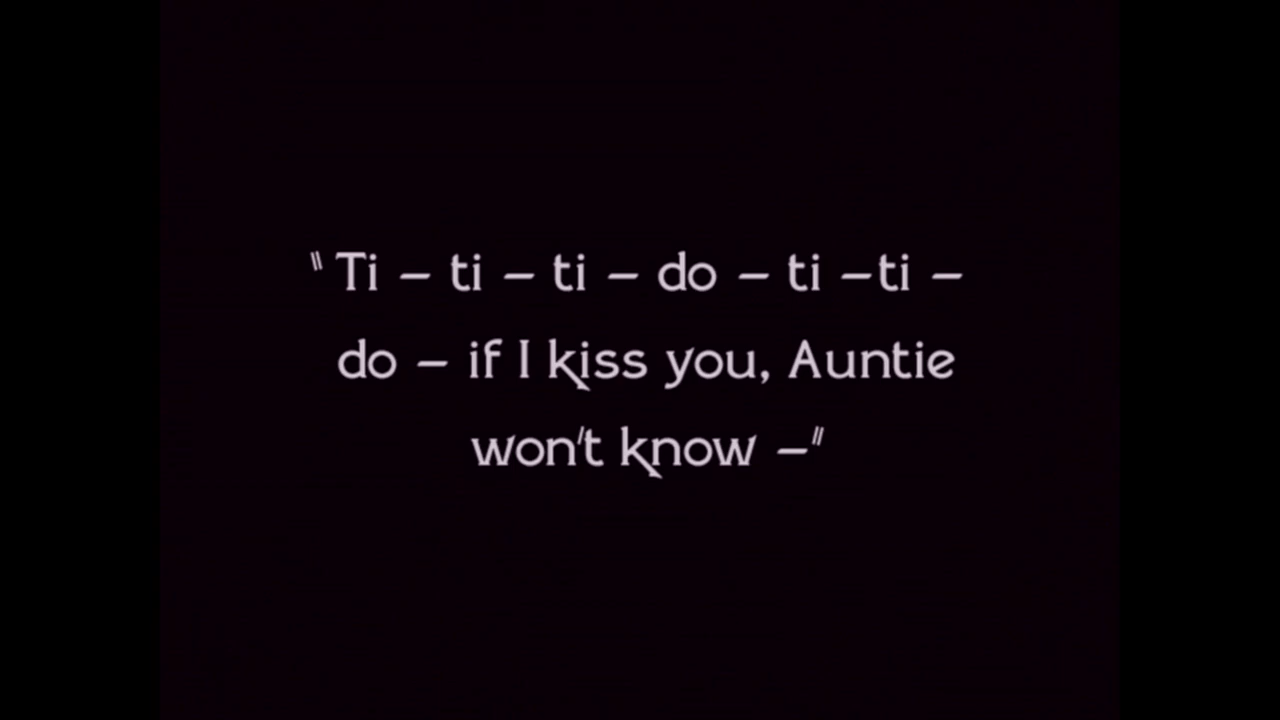 "Ti – ti – ti – do – ti –ti –
do – if I kiss you, Auntie
won't know –"